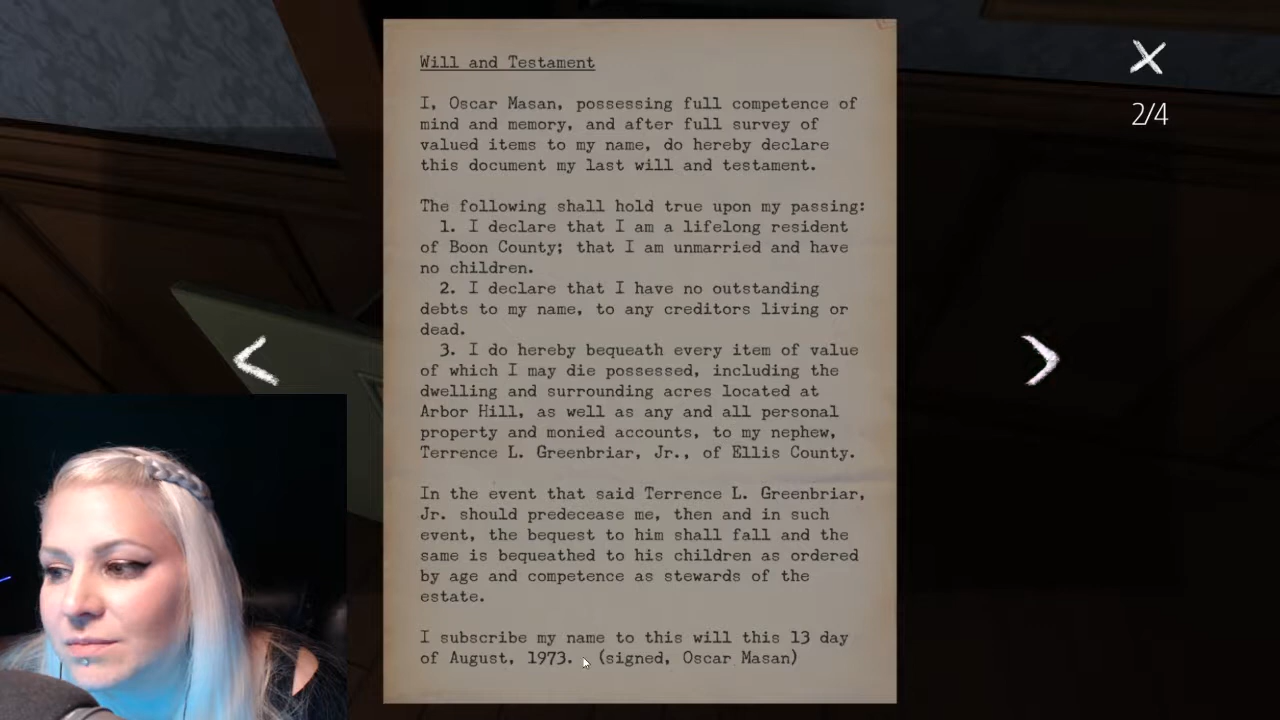 Will and Testament
2/4
I, Oscar Masan, possessing full competence of
mind and memory, and after full survey of
valued items to my name, do hereby declare
this document my last will and testament.
The following shall hold true upon my passing:
1. I declare that I am a lifelong resident
of Boon County; that I am unmarried and have
no children.
2. I declare that I have no outstanding
debts to my name, to any creditors living or
dead.
3. I do hereby bequeath every item of value
of which I may die possessed, including the
dwelling and surrounding acres located at
Arbor Hill, as well as any and all personal
property and monied accounts, to my nephew,
Terrence L. Greenbriar, Jr., of Ellis County.
In the event that said Terrence L. Greenbriar,
Jr. should predecease me, then and in such
event, the bequest to him shall fall and the
same is bequeathed to his children as ordered
by age and competence as stewards of the
estate.
I subscribe my name to this will this 13 day
of August, 1973. (signed, Oscar Masan)